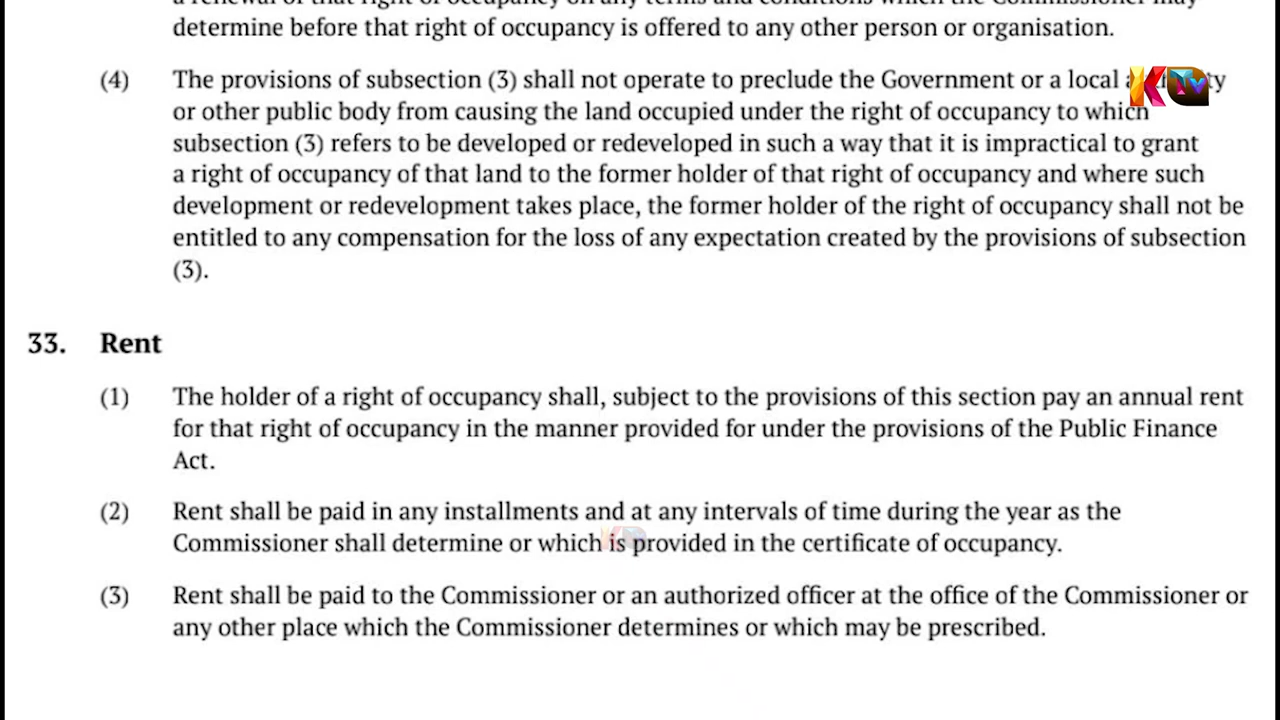 determine before that right of occupancy is offered to any other person or organisation.
KTV
(4) The provisions of subsection (3) shall not operate to preclude the Government or a local
or other public body from causing the land occupied under the right of occupancy to which
subsection (3) refers to be developed or redeveloped in such a way that it is impractical to grant
a right of occupancy of that land to the former holder of that right of occupancy and where such
development or redevelopment takes place, the former holder of the right of occupancy shall not be
entitled to any compensation for the loss of any expectation created by the provisions of subsection
(3).
33. Rent
(1) The holder of a right of occupancy shall, subject to the provisions of this section pay an annual rent
for that right of occupancy in the manner provided for under the provisions of the Public Finance
Act.
(2) Rent shall be paid in any installments and at any intervals of time during the year as the
Commissioner shall determine or which is provided in the certificate of occupancy.
(3) Rent shall be paid to the Commissioner or an authorized officer at the office of the Commissioner or
any other place which the Commissioner determines or which may be prescribed.